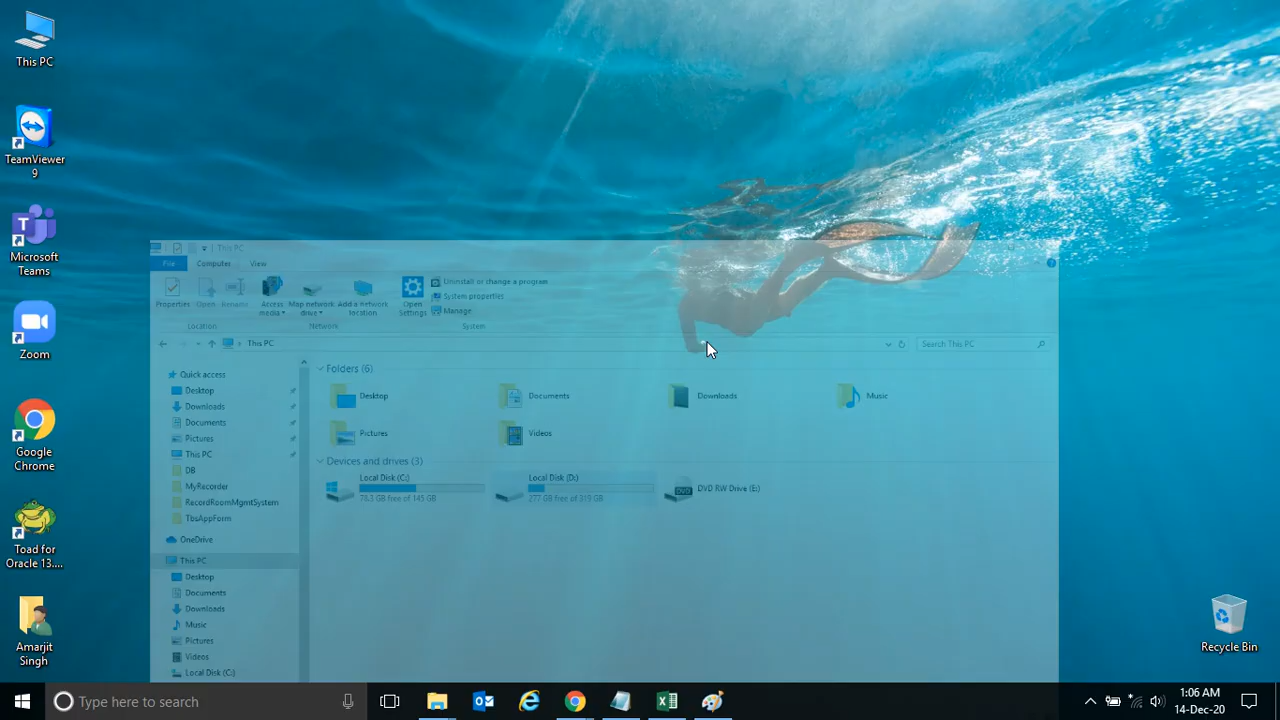 This PC
TeamViewer
9
Microsoft
Teams
Zoom
Google
Chrome
Toad for
Oracle 13....
Amarjit
Singh
Recycle Bin
This PC
File
Computer
View
Properties
Open
Rename
Access
media
Map network
drive
Add a network
location
Open
Settings
Uninstall or change a program
System properties
Manage
Location
Network
System
This PC
Search This PC
Quick access
Desktop
Downloads
Documents
Pictures
This PC
DB
MyRecorder
RecordRoomMgmtSystem
TbsAppForm
OneDrive
This PC
Desktop
Documents
Downloads
Music
Pictures
Videos
Local Disk (C:)
Folders (6)
Desktop
Documents
Downloads
Music
Pictures
Videos
Devices and drives (3)
Local Disk (C:)
78.3 GB free of 145 GB
Local Disk (D:)
277 GB free of 319 GB
DVD
DVD RW Drive (E:)
Type here to search
1:06 AM
14-Dec-20